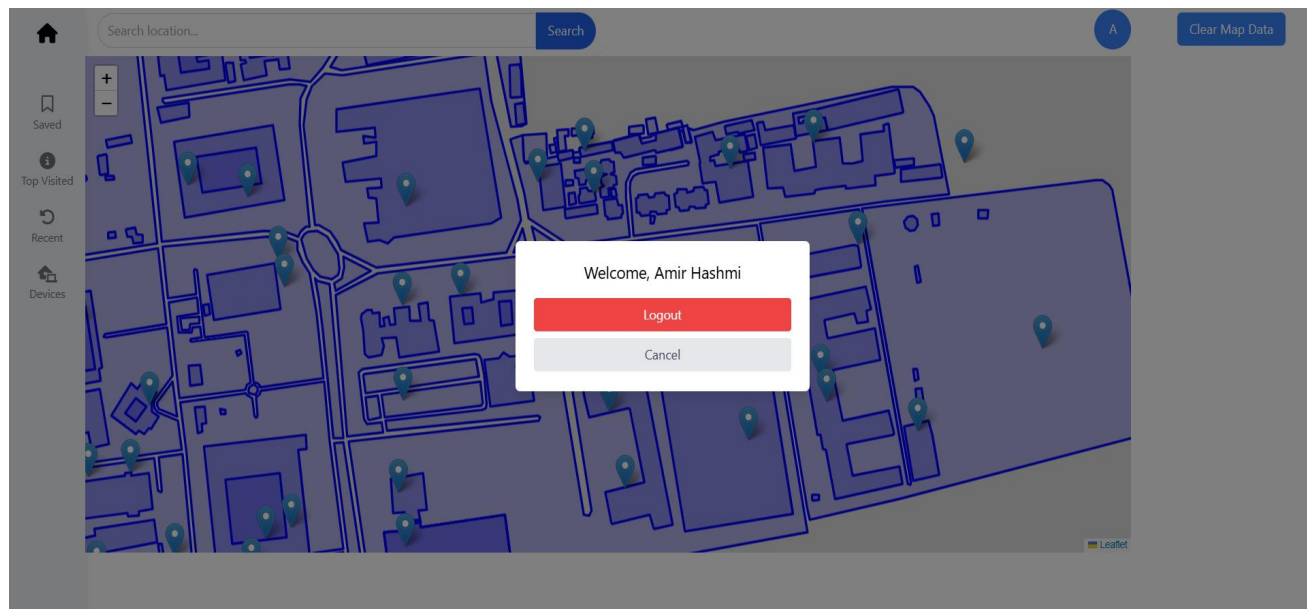 Search location...
Search
A
Clear Map Data
+
−
Saved
Top Visited
Recent
Devices
Welcome, Amir Hashmi
Logout
Cancel
Leaflet